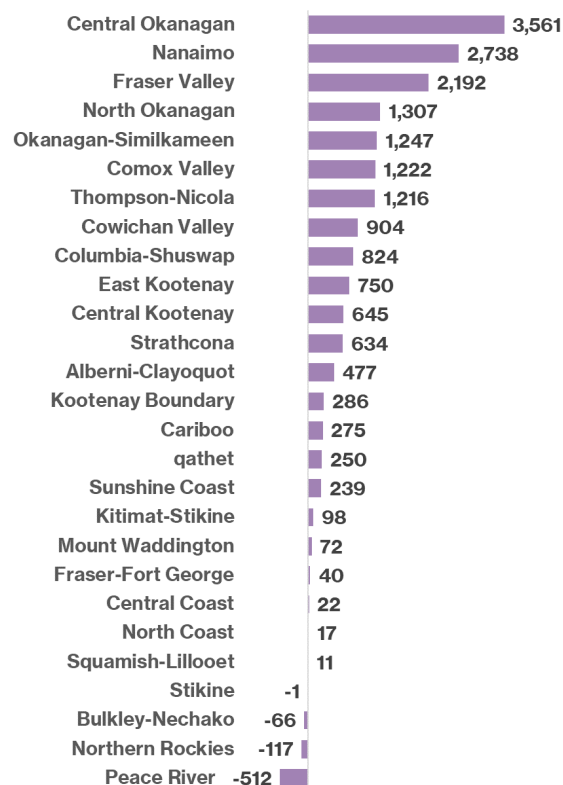 Central Okanagan 3,561
Nanaimo 2,738
Fraser Valley 2,192
North Okanagan 1,307
Okanagan-Similkameen 1,247
Comox Valley 1,222
Thompson-Nicola 1,216
Cowichan Valley 904
Columbia-Shuswap 824
East Kootenay 750
Central Kootenay 645
Strathcona 634
Alberni-Clayoquot 477
Kootenay Boundary 286
Cariboo 275
qathet 250
Sunshine Coast 239
Kitimat-Stikine 98
Mount Waddington 72
Fraser-Fort George 40
Central Coast 22
North Coast 17
Squamish-Lillooet 11
Stikine -1
Bulkley-Nechako -66
Northern Rockies -117
Peace River -512